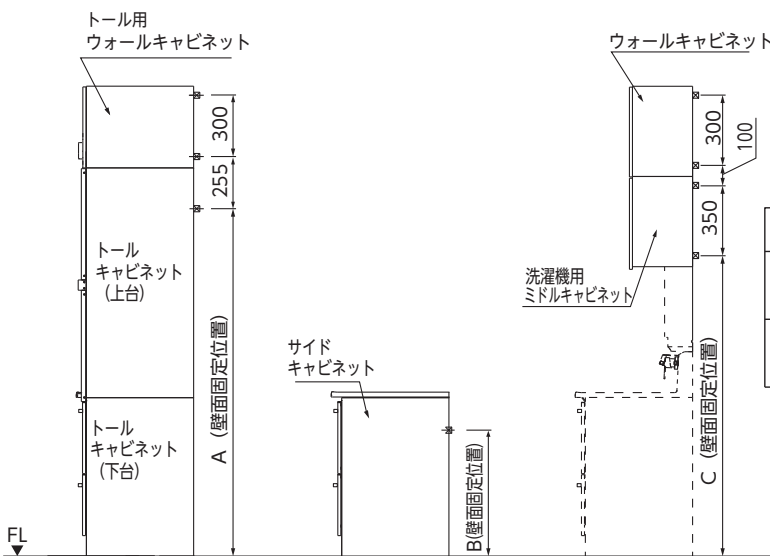 トール用
ウォールキャビネット
300
255
トール
キャビネット
(上台)
A (壁面固定位置)
トール
キャビネット
(下台)
FL
サイド
キャビネット
B(壁面固定位置)
ウォールキャビネット
300
100
350
洗濯機用
ミドルキャビネット
C (壁面固定位置)